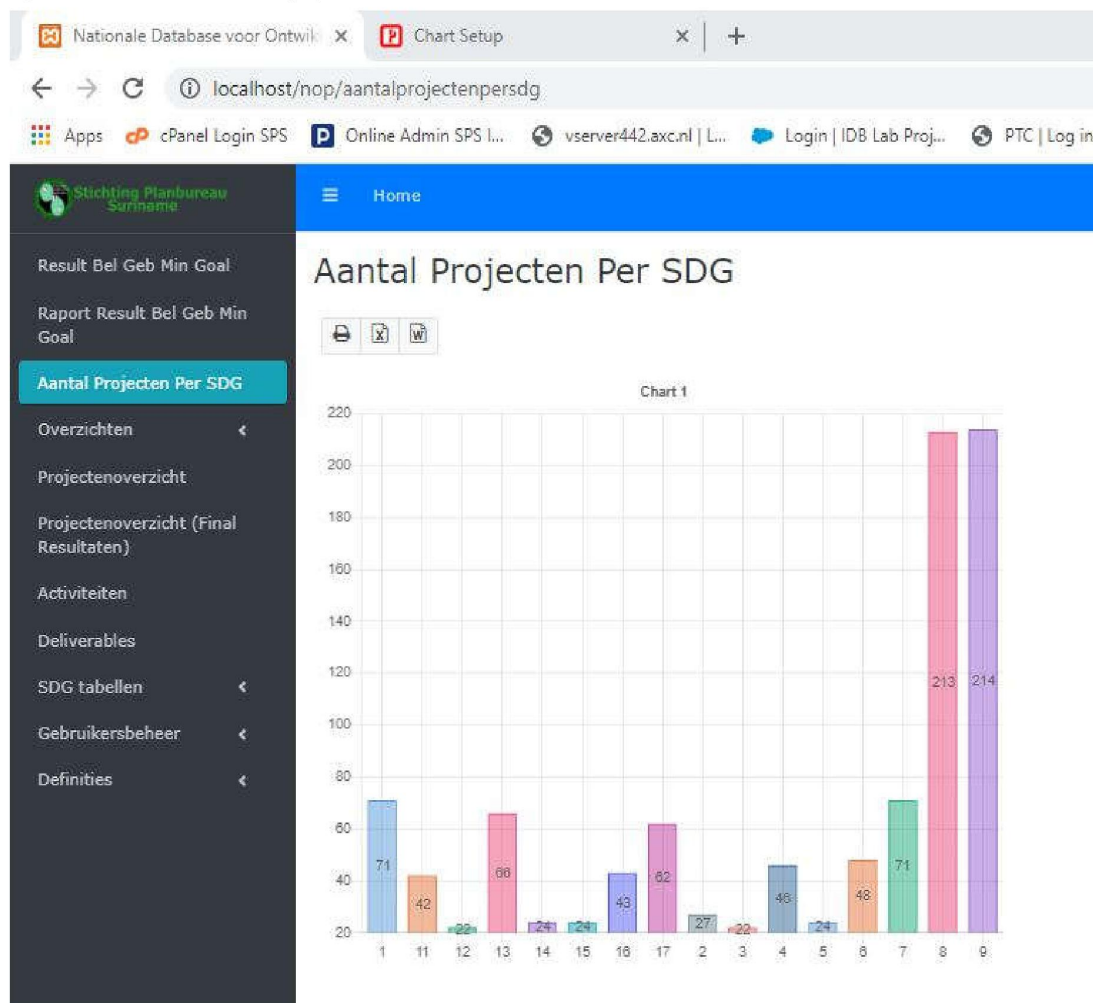 Nationale Database voor Ontwik
Chart Setup
localhost/nop/aantalprojectenpersdg
Apps cPanel Login SPS Online Admin SPS I... vserver442.axc.nl | L... Login | IDB Lab Proj... PTC | Log in
Stichting Planbureau
Suriname
Home
Result Bel Geb Min Goal
Raport Result Bel Geb Min
Goal
Aantal Projecten Per SDG
Overzichten
Projectenoverzicht
Projectenoverzicht (Final
Resultaten)
Activiteiten
Deliverables
SDG tabellen
Gebruikersbeheer
Definities
Aantal Projecten Per SDG
Chart 1
220
200
180
160
140
120
100
80
60
40
20
71 42 22 66 24 24 43 62 27 22 46 24 48 71 213 214
1 11 12 13 14 15 16 17 2 3 4 5 6 7 8 9